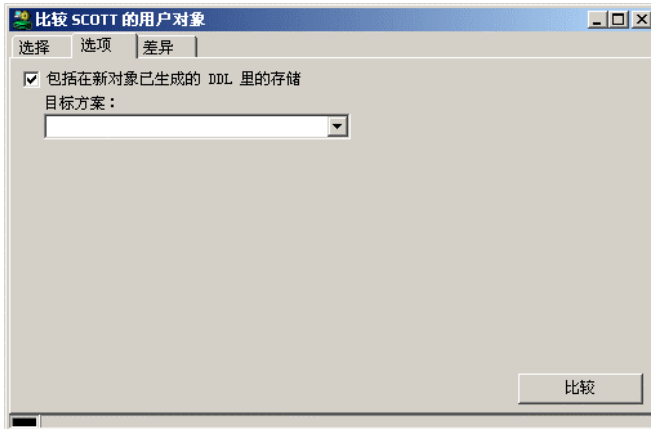 比较 SCOTT 的用户对象
选择 选项 差异
包括在新对象已生成的 DDL 里的存储
目标方案：
比较